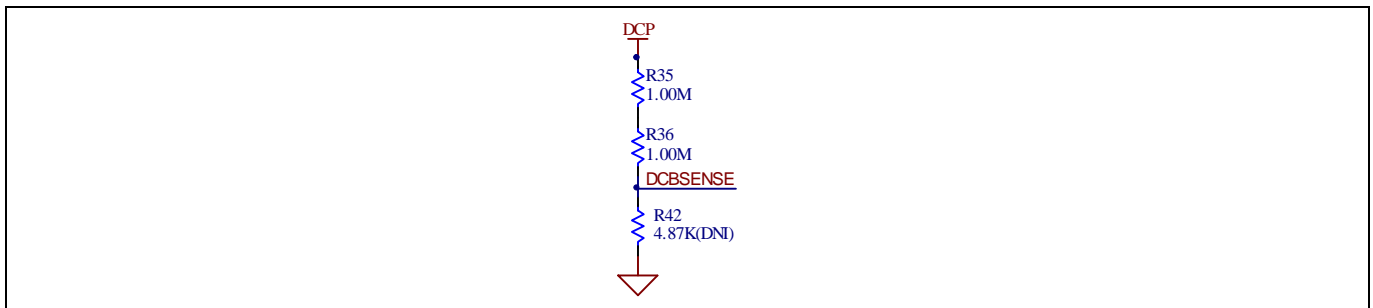 DCP
R35
1.00M
R36
1.00M
DCBSENSE
R42
4.87K(DNI)